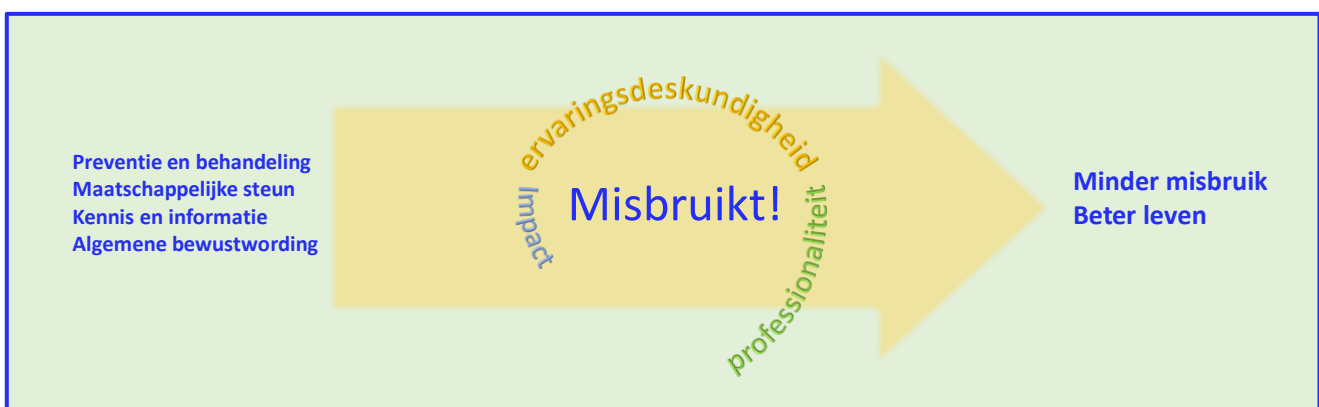 Preventie en behandeling
Maatschappelijke steun
Kennis en informatie
Algemene bewustwording
Impact
ervaringsdeskundigheid
professionaliteit
Misbruikt!
Minder misbruik
Beter leven